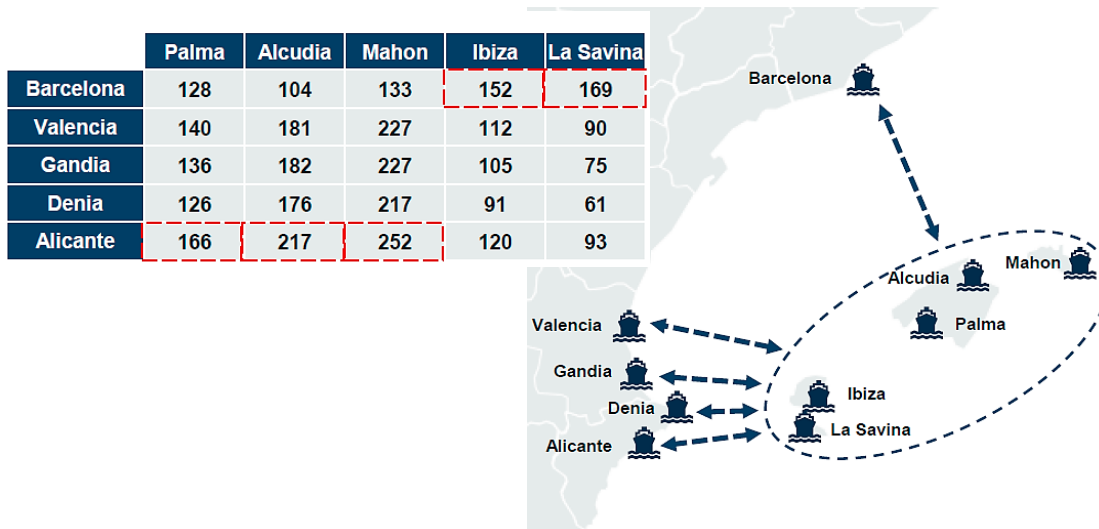 Palma Alcudia Mahon Ibiza La Savina
Barcelona 128 104 133 152 169
Valencia 140 181 227 112 90
Gandia 136 182 227 105 75
Denia 126 176 217 91 61
Alicante 166 217 252 120 93
Barcelona
Mahon
Alcudia
Palma
Valencia
Gandia
Ibiza
Denia
La Savina
Alicante